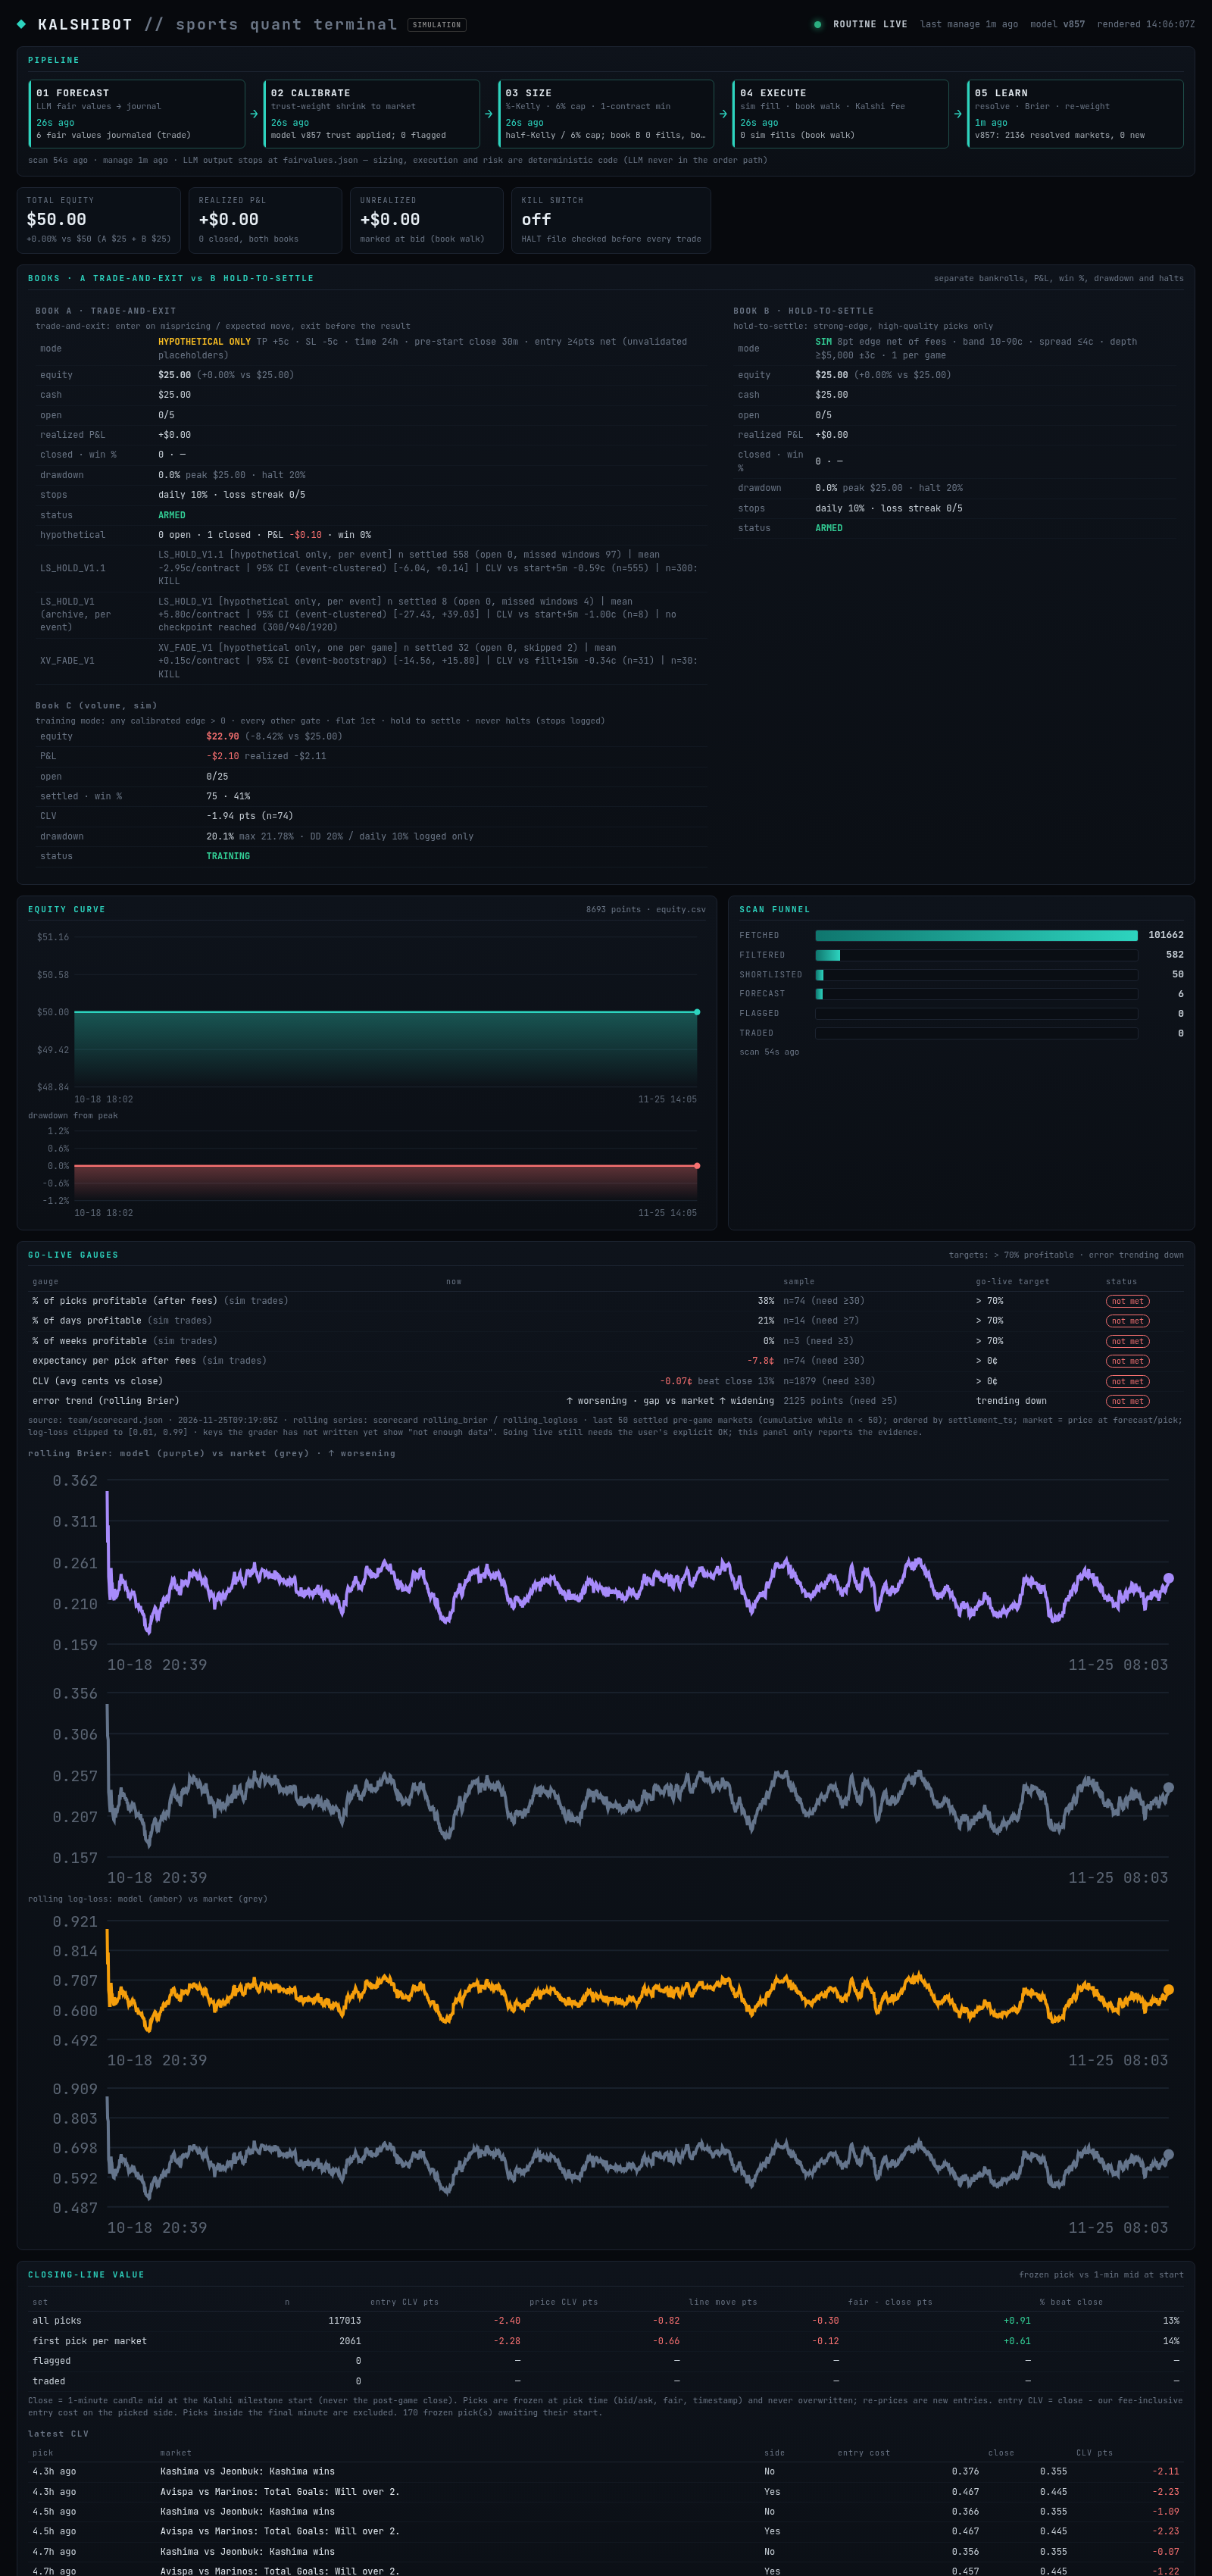 ◆ KALSHIBOT // sports quant terminal SIMULATION
ROUTINE LIVE last manage 1m ago model v857 rendered 14:06:07Z
PIPELINE
01 FORECAST
LLM fair values → journal
26s ago
6 fair values journaled (trade)
→
02 CALIBRATE
trust-weight shrink to market
26s ago
model v857 trust applied; 0 flagged
→
03 SIZE
½-Kelly · 6% cap · 1-contract min
26s ago
half-Kelly / 6% cap; book B 0 fills, bo…
→
04 EXECUTE
sim fill · book walk · Kalshi fee
26s ago
0 sim fills (book walk)
→
05 LEARN
resolve · Brier · re-weight
1m ago
v857: 2136 resolved markets, 0 new
scan 54s ago · manage 1m ago · LLM output stops at fairvalues.json — sizing, execution and risk are deterministic code (LLM never in the order path)
TOTAL EQUITY
$50.00
+0.00% vs $50 (A $25 + B $25)
REALIZED P&L
+$0.00
0 closed, both books
UNREALIZED
+$0.00
marked at bid (book walk)
KILL SWITCH
off
HALT file checked before every trade
BOOKS · A TRADE-AND-EXIT vs B HOLD-TO-SETTLE
separate bankrolls, P&L, win %, drawdown and halts
BOOK A · TRADE-AND-EXIT
trade-and-exit: enter on mispricing / expected move, exit before the result
mode HYPOTHETICAL ONLY TP +5c · SL -5c · time 24h · pre-start close 30m · entry ≥4pts net (unvalidated
placeholders)
equity $25.00 (+0.00% vs $25.00)
cash $25.00
open 0/5
realized P&L +$0.00
closed · win % 0 · —
drawdown 0.0% peak $25.00 · halt 20%
stops daily 10% · loss streak 0/5
status ARMED
hypothetical 0 open · 1 closed · P&L -$0.10 · win 0%
LS_HOLD_V1.1 LS_HOLD_V1.1 [hypothetical only, per event] n settled 558 (open 0, missed windows 97) | mean
-2.95c/contract | 95% CI (event-clustered) [-6.04, +0.14] | CLV vs start+5m -0.59c (n=555) | n=300:
KILL
LS_HOLD_V1 (archive, per event) LS_HOLD_V1 [hypothetical only, per event] n settled 8 (open 0, missed windows 4) | mean
+5.80c/contract | 95% CI (event-clustered) [-27.43, +39.03] | CLV vs start+5m -1.00c (n=8) | no
checkpoint reached (300/940/1920)
XV_FADE_V1 XV_FADE_V1 [hypothetical only, one per game] n settled 32 (open 0, skipped 2) | mean
+0.15c/contract | 95% CI (event-bootstrap) [-14.56, +15.80] | CLV vs fill+15m -0.34c (n=31) | n=30:
KILL
BOOK B · HOLD-TO-SETTLE
hold-to-settle: strong-edge, high-quality picks only
mode SIM 8pt edge net of fees · band 10-90c · spread ≤4c · depth
≥$5,000 ±3c · 1 per game
equity $25.00 (+0.00% vs $25.00)
cash $25.00
open 0/5
realized P&L +$0.00
closed · win % 0 · —
drawdown 0.0% peak $25.00 · halt 20%
stops daily 10% · loss streak 0/5
status ARMED
Book C (volume, sim)
training mode: any calibrated edge > 0 · every other gate · flat 1ct · hold to settle · never halts (stops logged)
equity $22.90 (-8.42% vs $25.00)
P&L -$2.10 realized -$2.11
open 0/25
settled · win % 75 · 41%
CLV -1.94 pts (n=74)
drawdown 20.1% max 21.78% · DD 20% / daily 10% logged only
status TRAINING
EQUITY CURVE
8693 points · equity.csv
$51.16
$50.58
$50.00
$49.42
$48.84
10-18 18:02 11-25 14:05
drawdown from peak
1.2%
0.6%
0.0%
-0.6%
-1.2%
10-18 18:02 11-25 14:05
SCAN FUNNEL
FETCHED 101662
FILTERED 582
SHORTLISTED 50
FORECAST 6
FLAGGED 0
TRADED 0
scan 54s ago
GO-LIVE GAUGES
targets: > 70% profitable · error trending down
gauge now sample go-live target status
% of picks profitable (after fees) (sim trades) 38% n=74 (need ≥30) > 70% not met
% of days profitable (sim trades) 21% n=14 (need ≥7) > 70% not met
% of weeks profitable (sim trades) 0% n=3 (need ≥3) > 70% not met
expectancy per pick after fees (sim trades) -7.8¢ n=74 (need ≥30) > 0¢ not met
CLV (avg cents vs close) -0.07¢ beat close 13% n=1879 (need ≥30) > 0¢ not met
error trend (rolling Brier) ↑ worsening · gap vs market ↑ widening 2125 points (need ≥5) trending down not met
source: team/scorecard.json · 2026-11-25T09:19:05Z · rolling series: scorecard rolling_brier / rolling_logloss · last 50 settled pre-game markets (cumulative while n < 50); ordered by settlement_ts; market = price at forecast/pick;
log-loss clipped to [0.01, 0.99] · keys the grader has not written yet show "not enough data". Going live still needs the user's explicit OK; this panel only reports the evidence.
rolling Brier: model (purple) vs market (grey) · ↑ worsening
0.362
0.311
0.261
0.210
0.159
10-18 20:39 11-25 08:03
0.356
0.306
0.257
0.207
0.157
10-18 20:39 11-25 08:03
rolling log-loss: model (amber) vs market (grey)
0.921
0.814
0.707
0.600
0.492
10-18 20:39 11-25 08:03
0.909
0.803
0.698
0.592
0.487
10-18 20:39 11-25 08:03
CLOSING-LINE VALUE
frozen pick vs 1-min mid at start
set n entry CLV pts price CLV pts line move pts fair - close pts % beat close
all picks 117013 -2.40 -0.82 -0.30 +0.91 13%
first pick per market 2061 -2.28 -0.66 -0.12 +0.61 14%
flagged 0 — — — — —
traded 0 — — — — —
Close = 1-minute candle mid at the Kalshi milestone start (never the post-game close). Picks are frozen at pick time (bid/ask, fair, timestamp) and never overwritten; re-prices are new entries. entry CLV = close - our fee-inclusive
entry cost on the picked side. Picks inside the final minute are excluded. 170 frozen pick(s) awaiting their start.
latest CLV
pick market side entry cost close CLV pts
4.3h ago Kashima vs Jeonbuk: Kashima wins No 0.376 0.355 -2.11
4.3h ago Avispa vs Marinos: Total Goals: Will over 2. Yes 0.467 0.445 -2.23
4.5h ago Kashima vs Jeonbuk: Kashima wins No 0.366 0.355 -1.09
4.5h ago Avispa vs Marinos: Total Goals: Will over 2. Yes 0.467 0.445 -2.23
4.7h ago Kashima vs Jeonbuk: Kashima wins No 0.356 0.355 -0.07
4.7h ago Avispa vs Marinos: Total Goals: Will over 2. Yes 0.457 0.445 -1.22